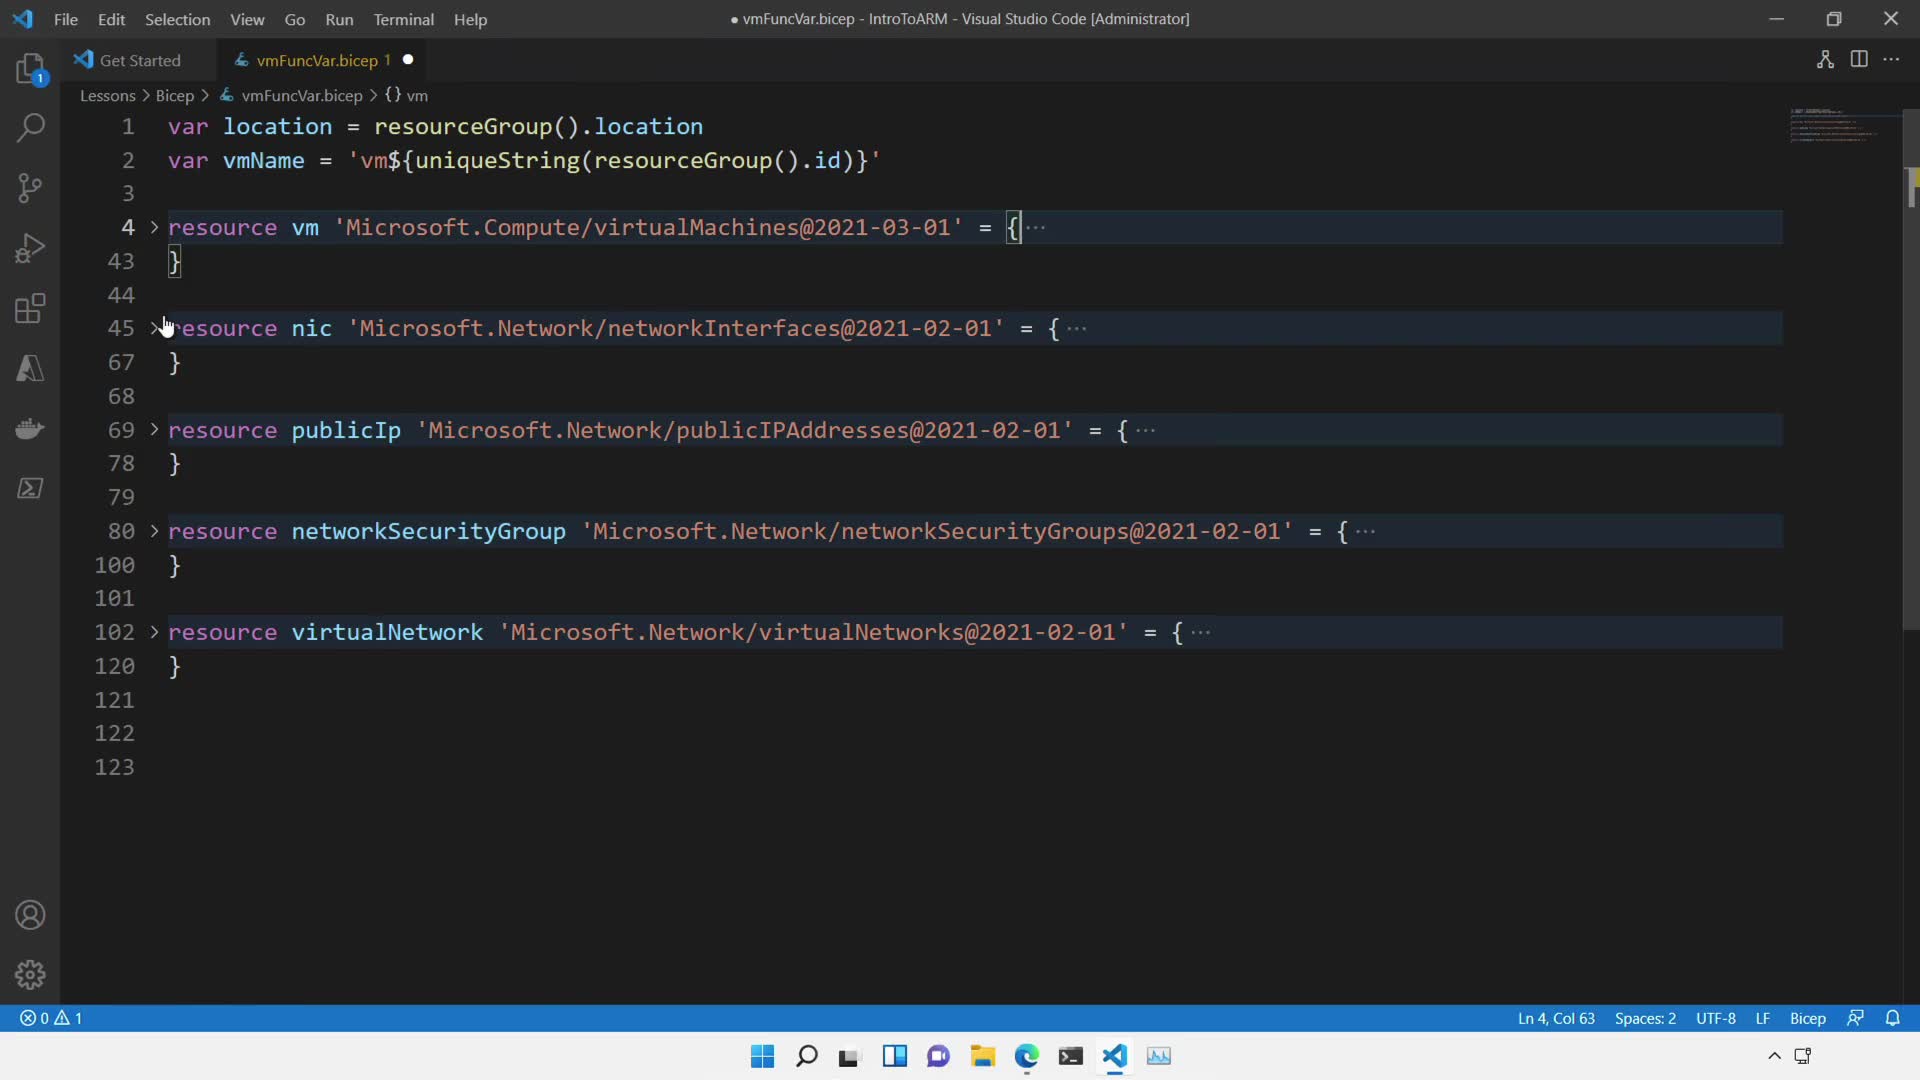 File Edit Selection View Go Run Terminal Help
● vmFuncVar.bicep - IntroToARM - Visual Studio Code [Administrator]
1
Get Started
vmFuncVar.bicep 1 ●
Lessons > Bicep > vmFuncVar.bicep > {} vm
1 var location = resourceGroup().location
2 var vmName = 'vm${uniqueString(resourceGroup().id)}'
3
4 > resource vm 'Microsoft.Compute/virtualMachines@2021-03-01' = {···
43 }
44
45 > resource nic 'Microsoft.Network/networkInterfaces@2021-02-01' = {···
67 }
68
69 > resource publicIp 'Microsoft.Network/publicIPAddresses@2021-02-01' = {···
78 }
79
80 > resource networkSecurityGroup 'Microsoft.Network/networkSecurityGroups@2021-02-01' = {···
100 }
101
102 > resource virtualNetwork 'Microsoft.Network/virtualNetworks@2021-02-01' = {···
120 }
121
122
123
0 1
Ln 4, Col 63 Spaces: 2 UTF-8 LF Bicep